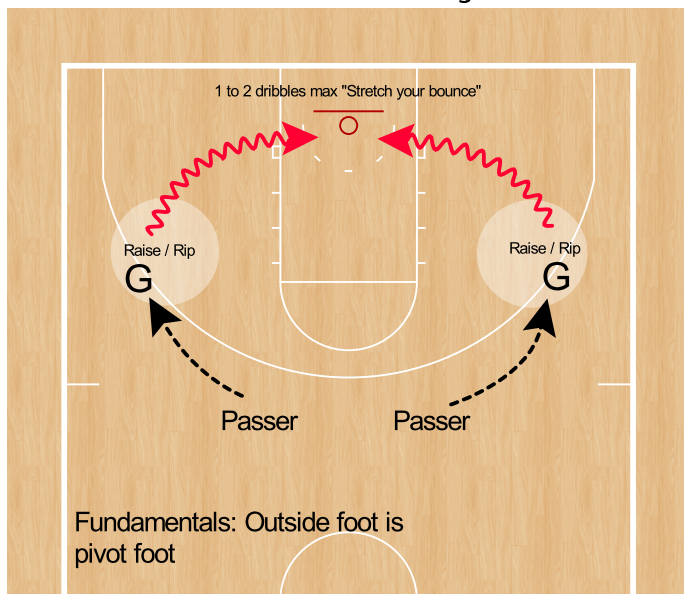 1 to 2 dribbles max "Stretch your bounce"
Raise / Rip
G
Raise / Rip
G
Passer
Passer
Fundamentals: Outside foot is
pivot foot